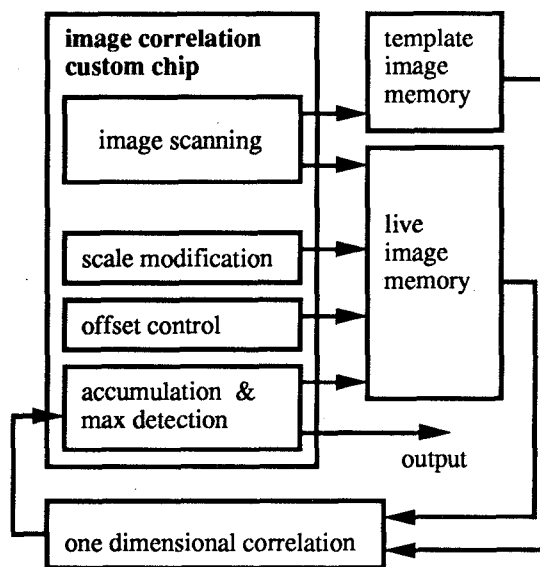 image correlation
custom chip
image scanning
scale modification
offset control
accumulation &
max detection
template
image
memory
live
image
memory
output
one dimensional correlation